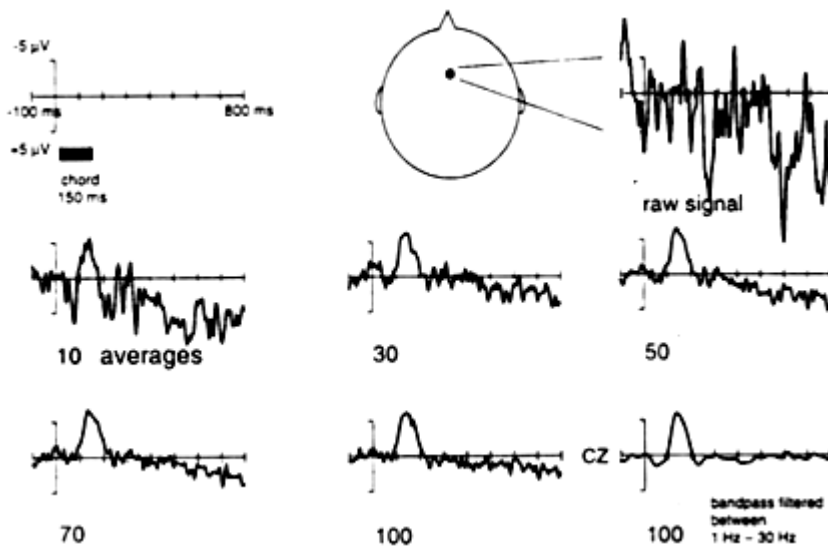 -5 µV
-100 ms
800 ms
+5 µV
chord
150 ms
raw signal
10 averages
30
50
70
100
CZ
100
bandpass filtered
between
1 Hz – 30 Hz